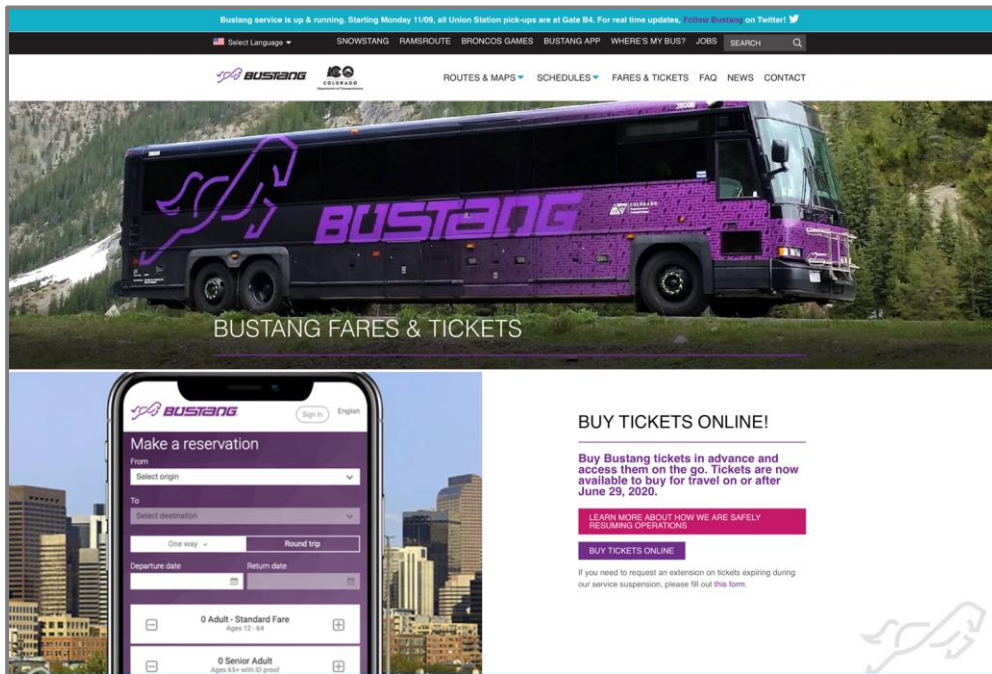 Bustang service is up & running. Starting Monday 11/09, all Union Station pick-ups are at Gate B4. For real time updates, Follow Bustang on Twitter!
Select Language
SNOWSTANG RAMSROUTE BRONCOS GAMES BUSTANG APP WHERE'S MY BUS? JOBS SEARCH
BUSTANG
COLORADO
Department of Transportation
ROUTES & MAPS SCHEDULES FARES & TICKETS FAQ NEWS CONTACT
BUSTANG
COLORADO
BUSTANG FARES & TICKETS
BUSTANG
Sign in
English
Make a reservation
From
Select origin
To
Select destination
One way
Round trip
Departure date
Return date
0 Adult - Standard Fare
Ages 12 - 64
0 Senior Adult
Ages 65+ with ID proof
BUY TICKETS ONLINE!
Buy Bustang tickets in advance and
access them on the go. Tickets are now
available to buy for travel on or after
June 29, 2020.
LEARN MORE ABOUT HOW WE ARE SAFELY
RESUMING OPERATIONS
BUY TICKETS ONLINE
If you need to request an extension on tickets expiring during
our service suspension, please fill out this form.